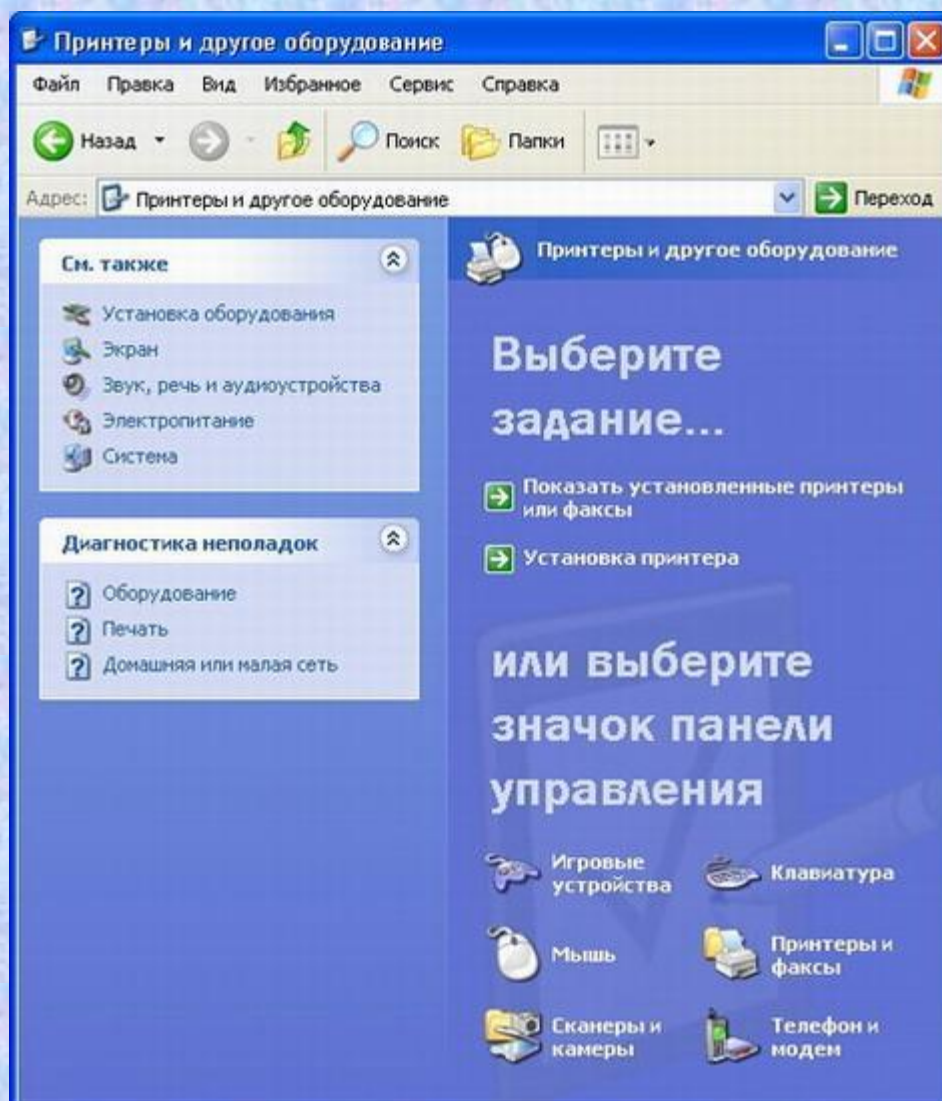 Принтеры и другое оборудование
Файл Правка Вид Избранное Сервис Справка
Назад Поиск Папки
Адрес: Принтеры и другое оборудование Переход
См. также
Установка оборудования
Экран
Звук, речь и аудиоустройства
Электропитание
Система
Диагностика неполадок
Оборудование
Печать
Домашняя или малая сеть
Принтеры и другое оборудование
Выберите
задание...
Показать установленные принтеры
или факсы
Установка принтера
или выберите
значок панели
управления
Игровые
устройства
Клавиатура
Мышь
Принтеры и
факсы
Сканеры и
камеры
Телефон и
модем